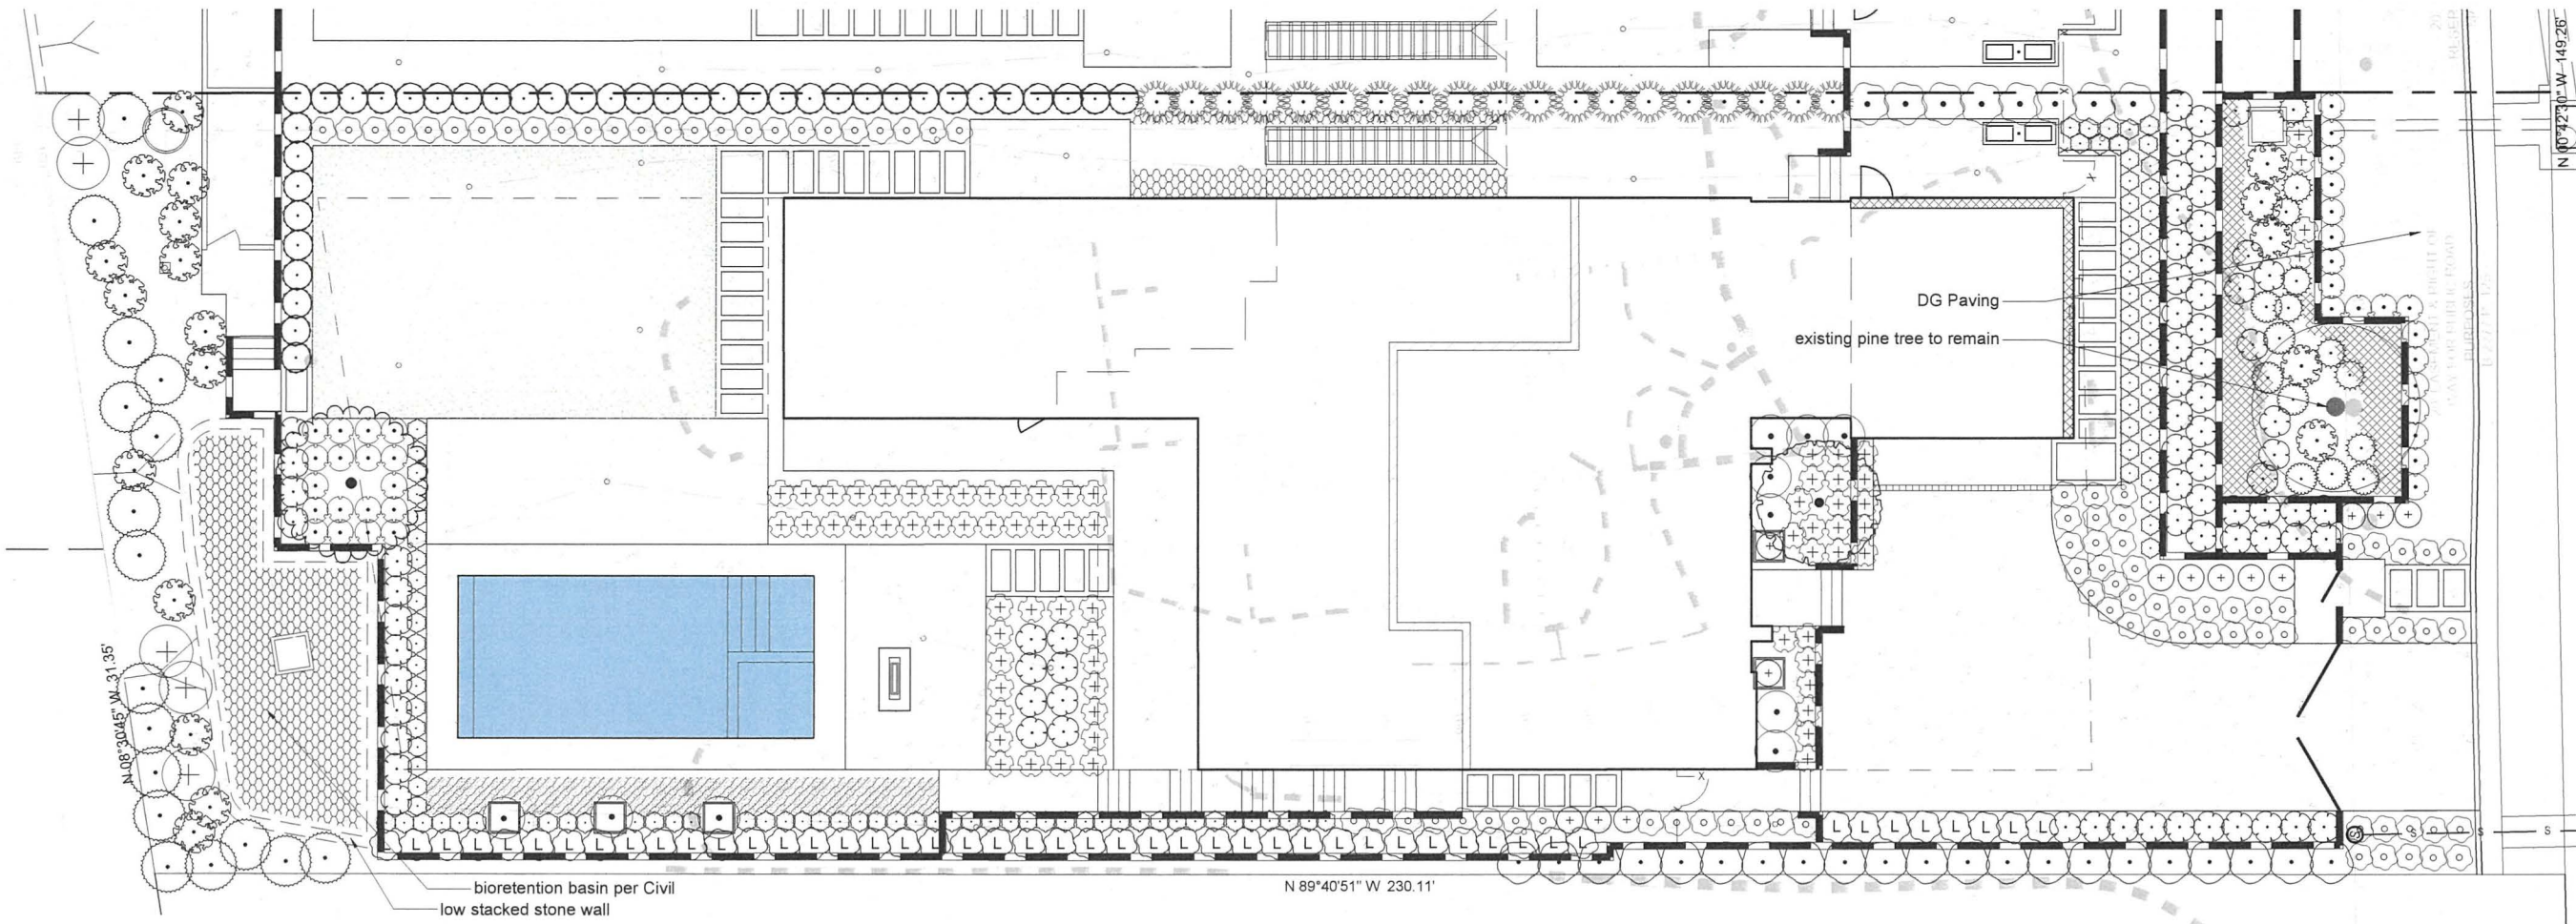 N 00°42'30" W 149.26'
DG Paving
existing pine tree to remain
PURPOSES
N 08°30'45" W 31.35'
L L L L L L L
S S S S
bioretention basin per Civil
low stacked stone wall
N 89°40'51" W 230.11'